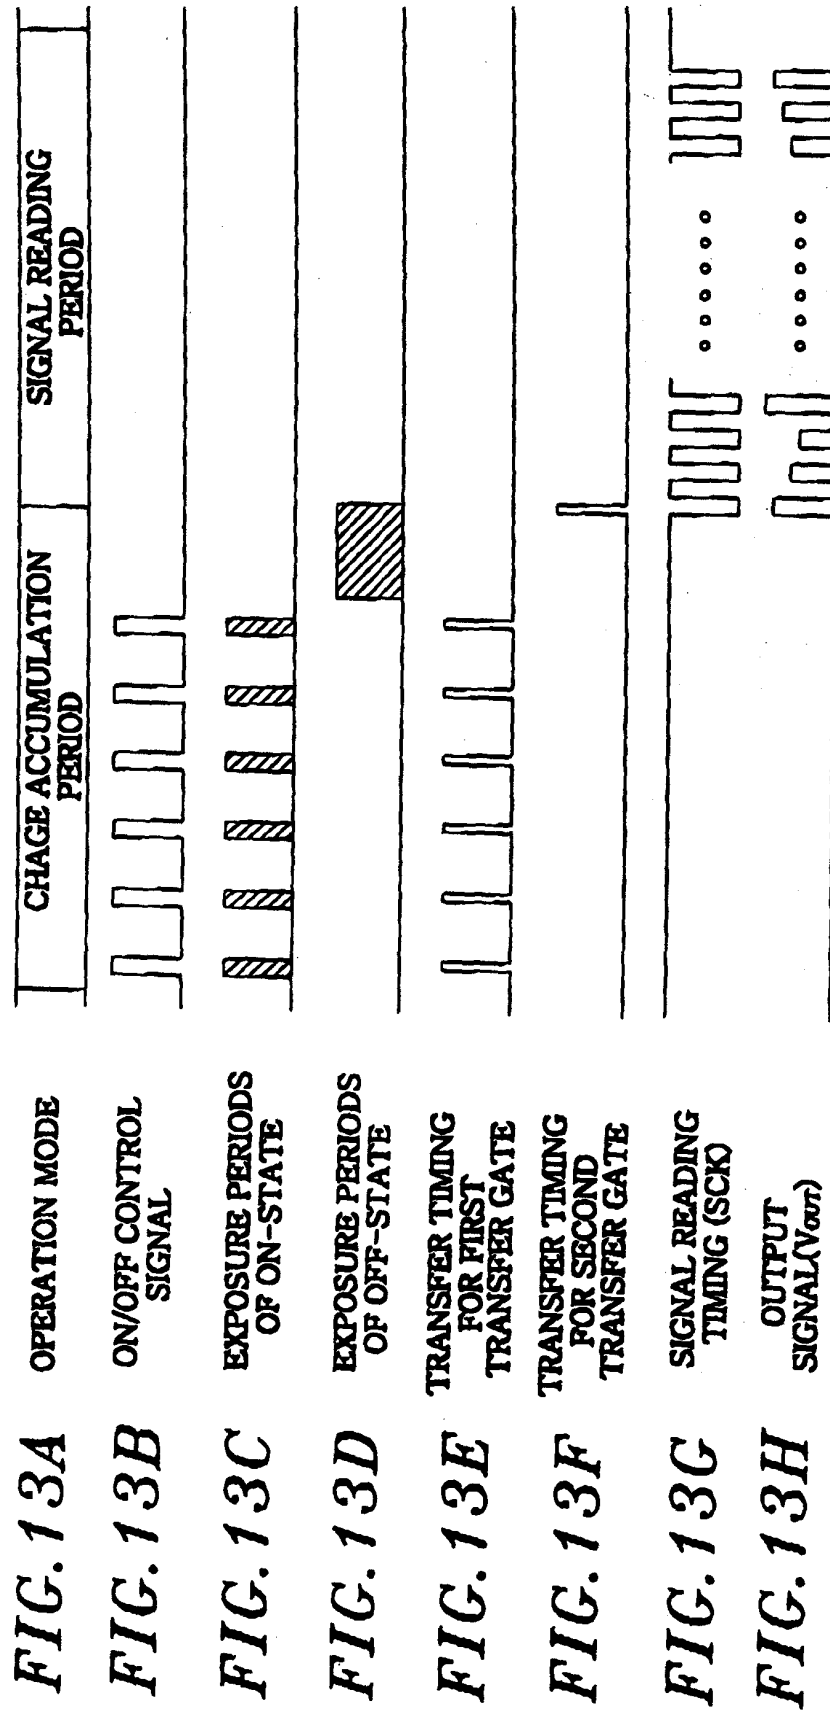 FIG.13A
OPERATION MODE
CHAGE ACCUMULATION
PERIOD
SIGNAL READING
PERIOD
FIG.13B
ON/OFF CONTROL
SIGNAL
FIG.13C
EXPOSURE PERIODS
OF ON-STATE
FIG.13D
EXPOSURE PERIODS
OF OFF-STATE
FIG.13E
TRANSFER TIMING
FOR FIRST
TRANSFER GATE
FIG.13F
TRANSFER TIMING
FOR SECOND
TRANSFER GATE
FIG.13G
SIGNAL READING
TIMING (SCK)
FIG.13H
OUTPUT
SIGNAL(VOUT)